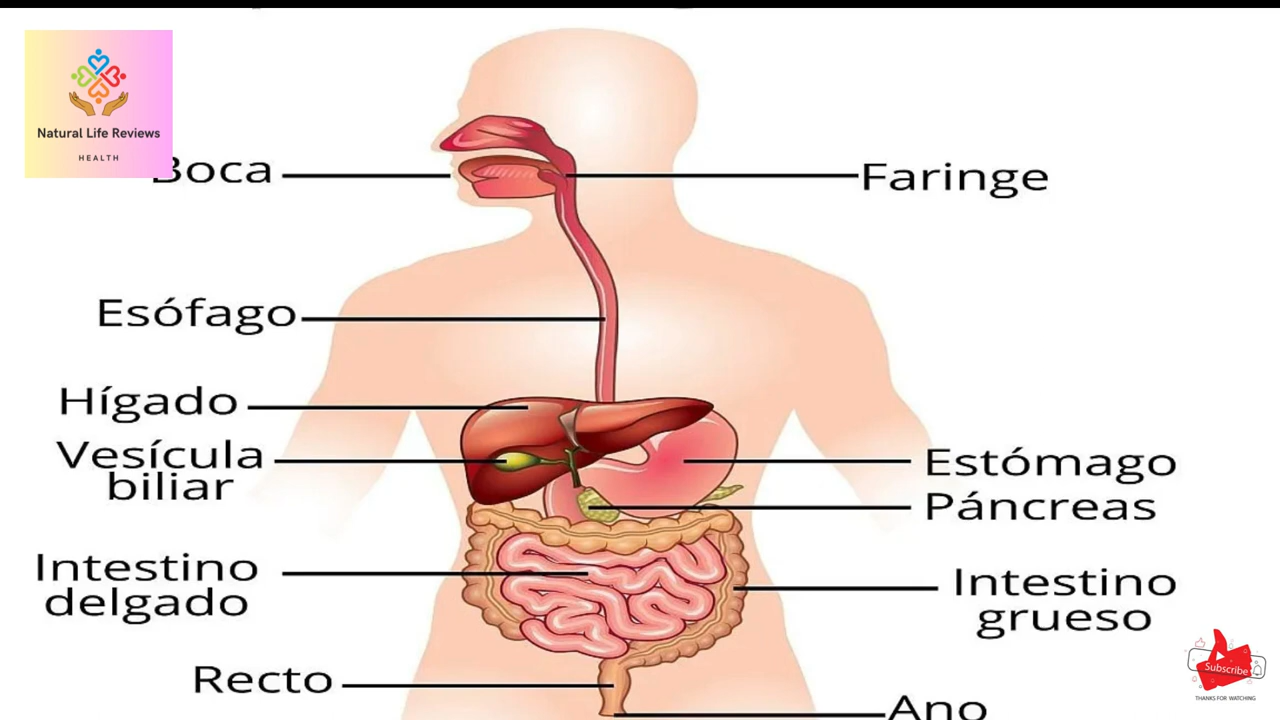 Natural Life Reviews
HEALTH
Boca
Faringe
Esófago
Hígado
Vesícula
biliar
Estómago
Páncreas
Intestino
delgado
Intestino
grueso
Recto
Ano
Subscribe
THANKS FOR WATCHING